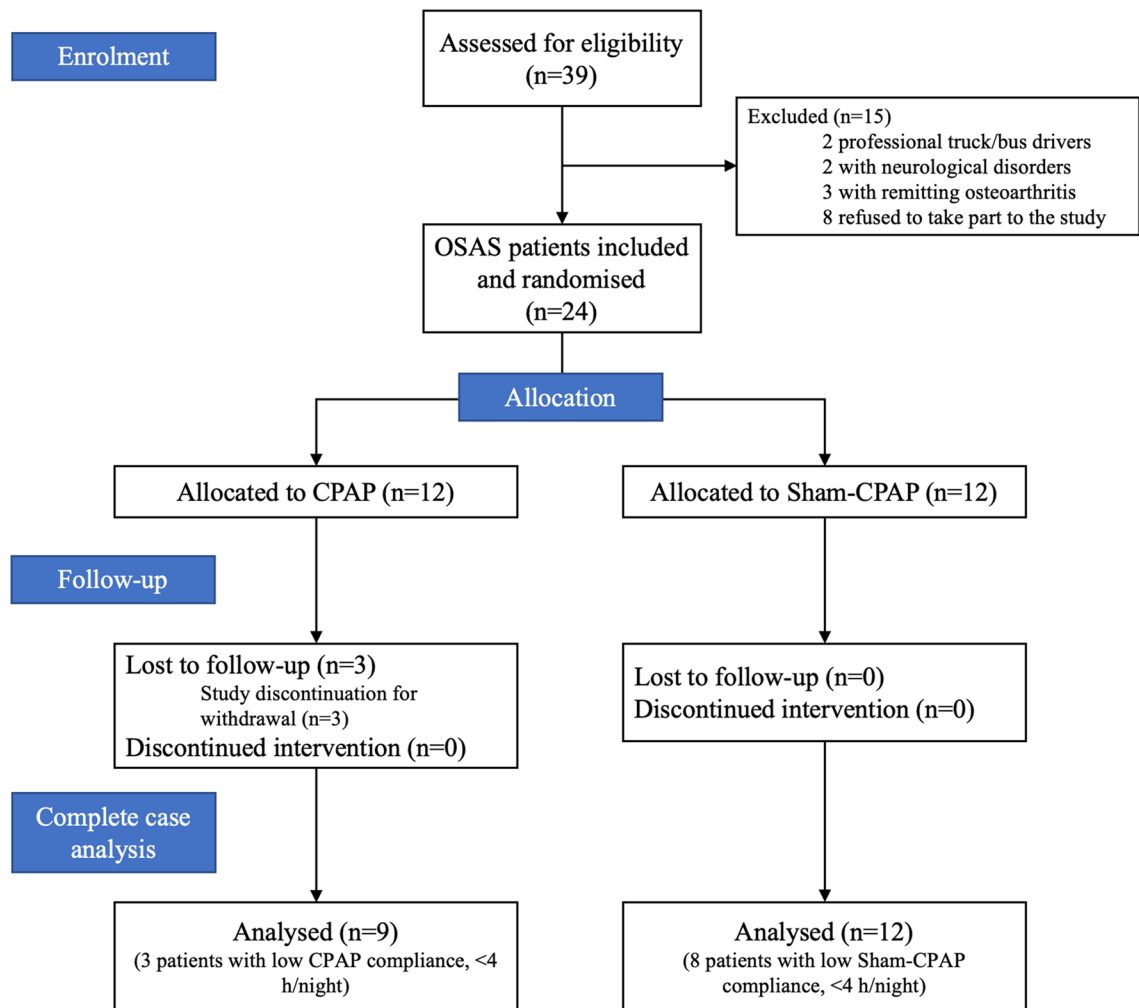 Enrolment
Assessed for eligibility
(n=39)
Excluded (n=15)
2 professional truck/bus drivers
2 with neurological disorders
3 with remitting osteoarthritis
8 refused to take part to the study
OSAS patients included
and randomised
(n=24)
Allocation
Allocated to CPAP (n=12)
Allocated to Sham-CPAP (n=12)
Follow-up
Lost to follow-up (n=3)
Study discontinuation for
withdrawal (n=3)
Discontinued intervention (n=0)
Lost to follow-up (n=0)
Discontinued intervention (n=0)
Complete case
analysis
Analysed (n=9)
(3 patients with low CPAP compliance, <4
h/night)
Analysed (n=12)
(8 patients with low Sham-CPAP
compliance, <4 h/night)